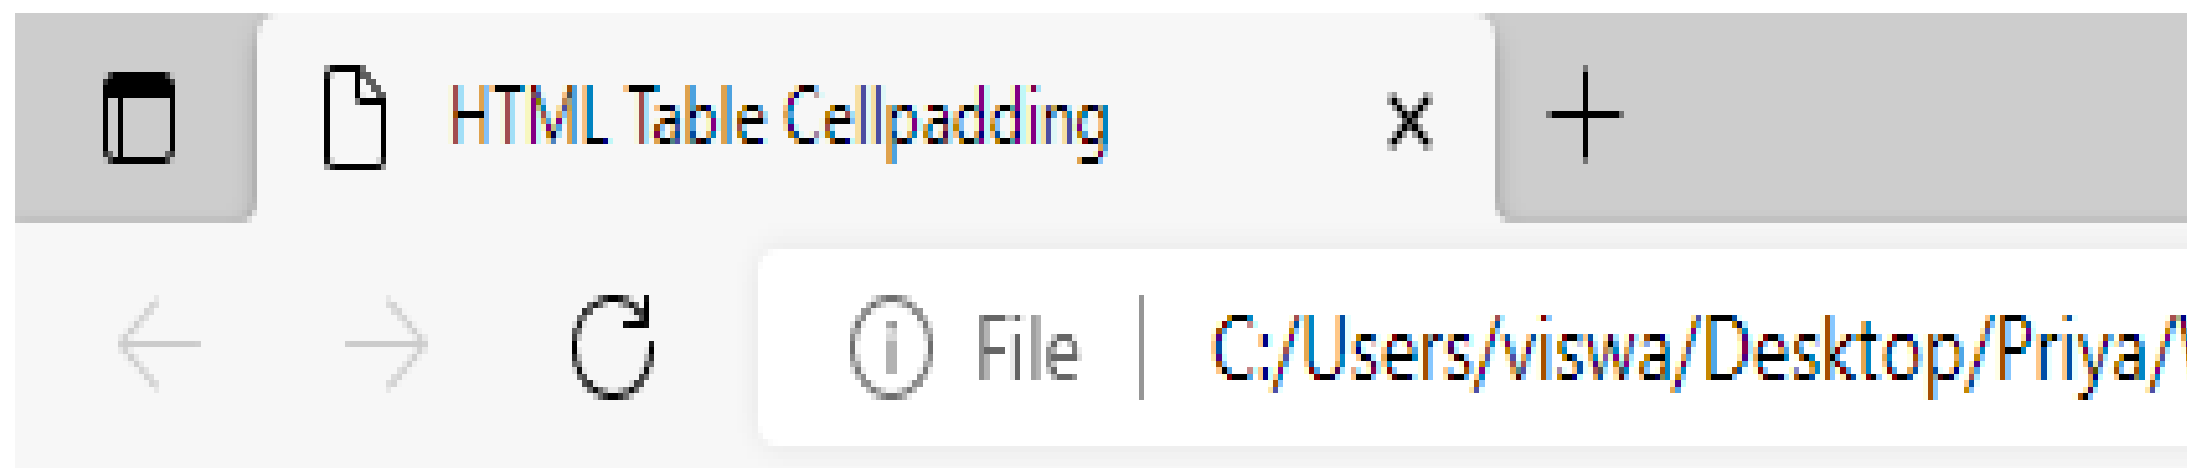 HTML Table Cellpadding
File | C:/Users/viswa/Desktop/Priya/